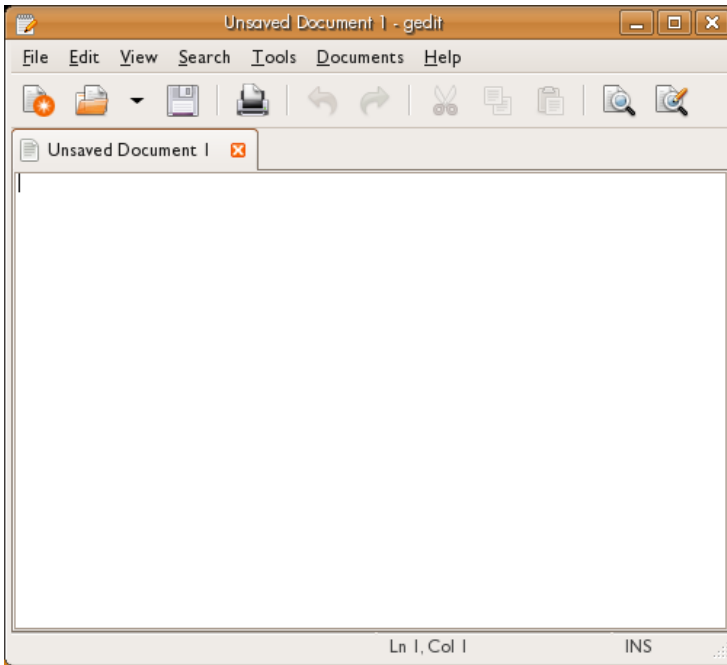 Unsaved Document 1 - gedit
File Edit View Search Tools Documents Help
Unsaved Document 1
Ln 1, Col 1 INS